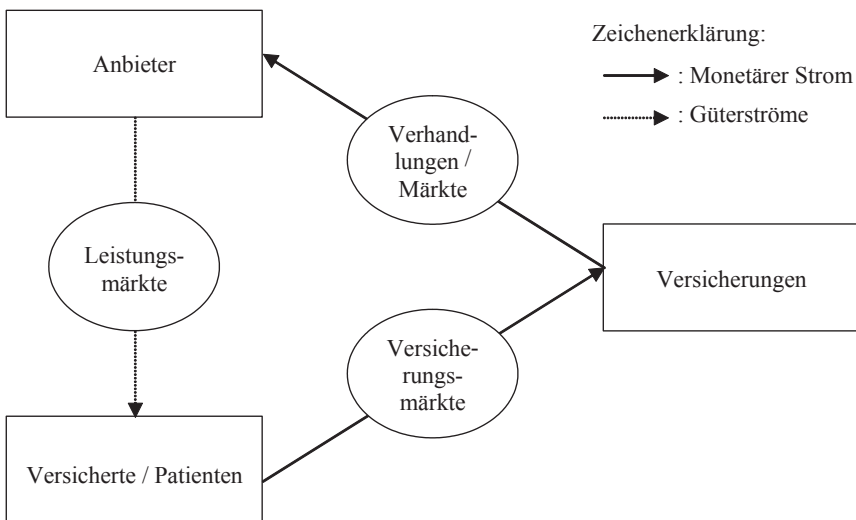 Zeichenerklärung:
Anbieter
: Monetärer Strom
: Güterströme
Verhand-
lungen /
Märkte
Leistungs-
märkte
Versicherungen
Versiche-
rungs-
märkte
Versicherte / Patienten